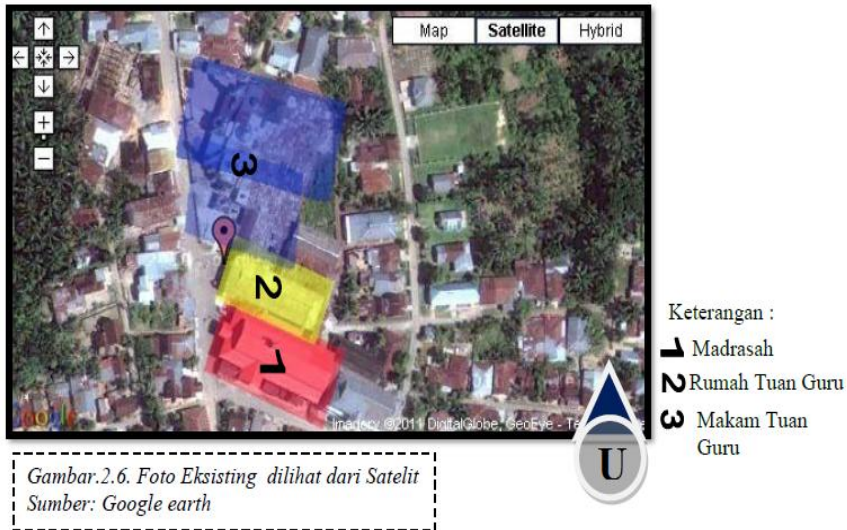 Map Satellite Hybrid
3
2
1
Google
Imagery ©2011 DigitalGlobe, GeoEye - Te
Keterangan :
1 Madrasah
2 Rumah Tuan Guru
3 Makam Tuan
Guru
U
Gambar.2.6. Foto Eksisting dilihat dari Satelit
Sumber: Google earth